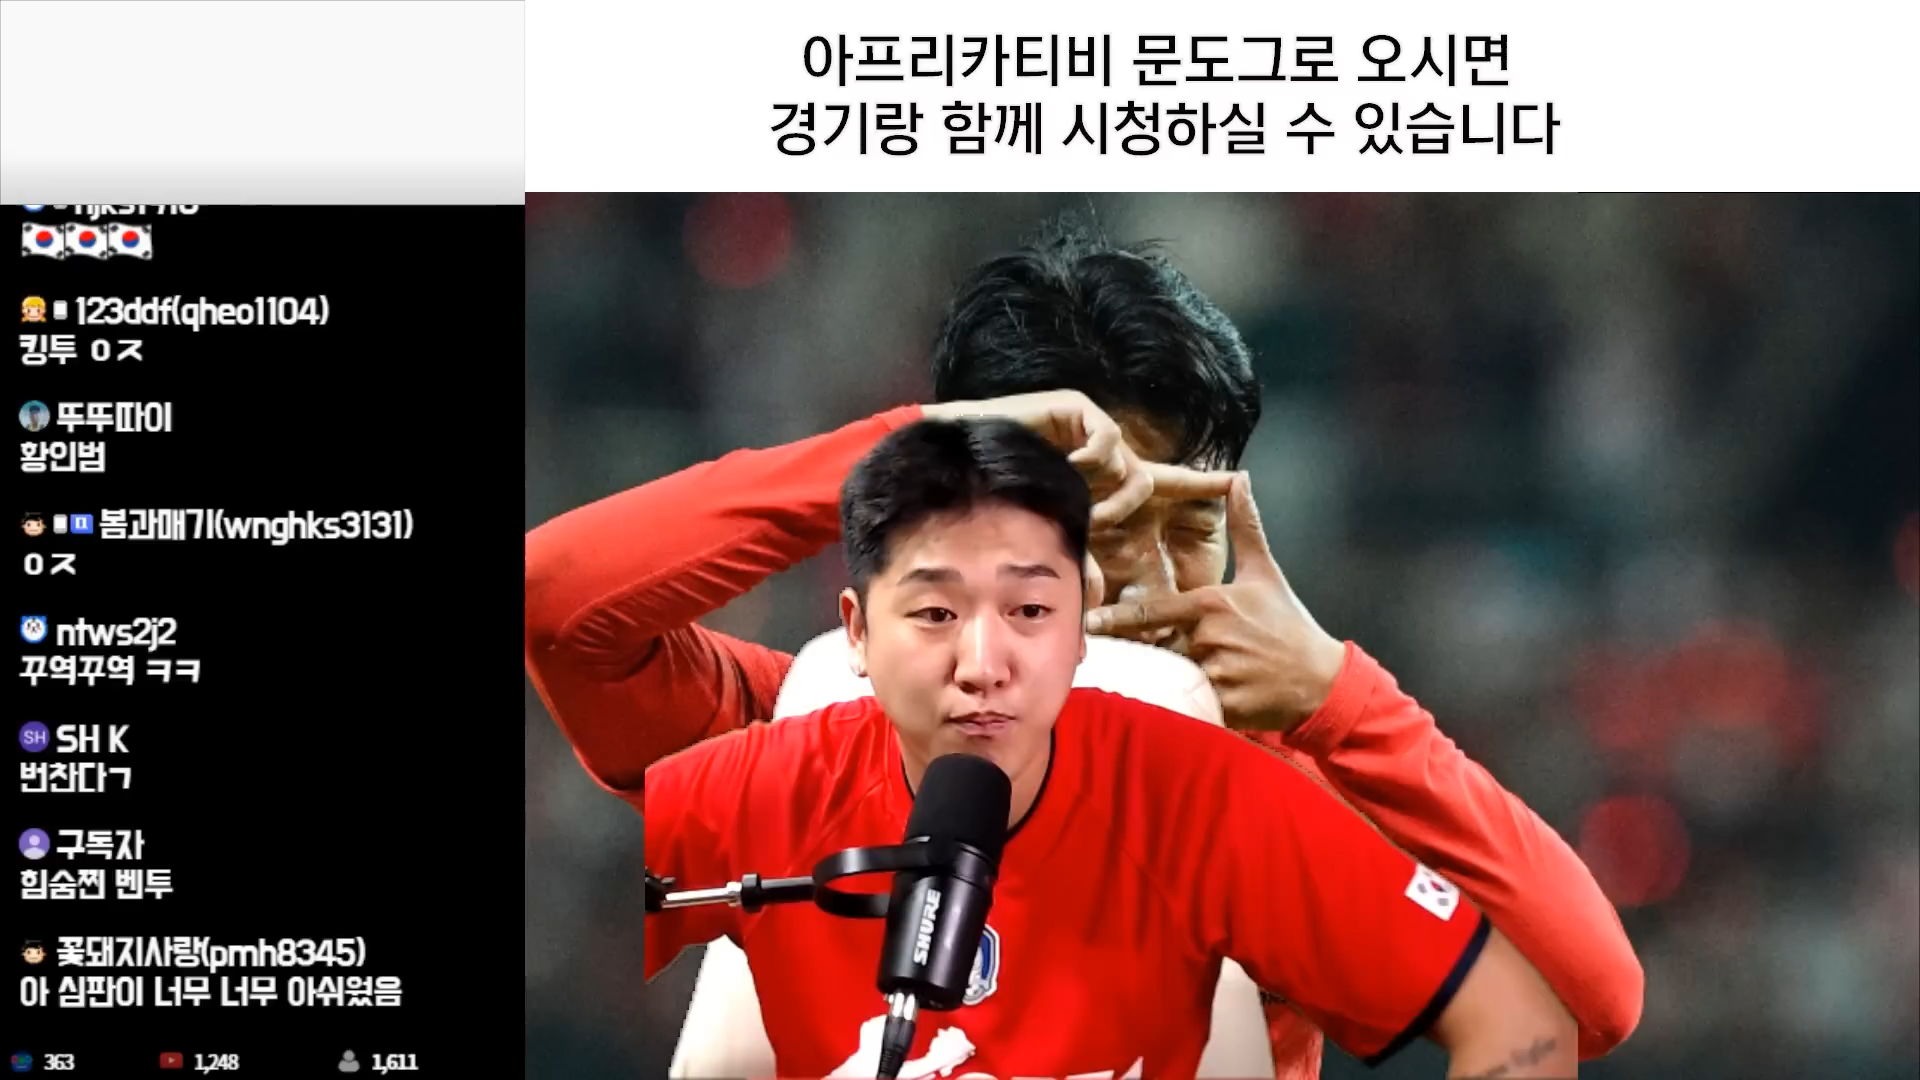 아프리카티비 문도그로 오시면
경기랑 함께 시청하실 수 있습니다
123ddf(qheo1104)
킹투 ㅇㅈ
뚜뚜따이
황인범
봄과매기(wnghks3131)
ㅇㅈ
ntws2j2
꾸역꾸역 ㅋㅋ
SH SH K
번찬다ㄱ
구독자
힘숨찐 벤투
꽃돼지사랑(pmh8345)
아 심판이 너무 너무 아쉬웠음
363 1,248 1,611
SHURE